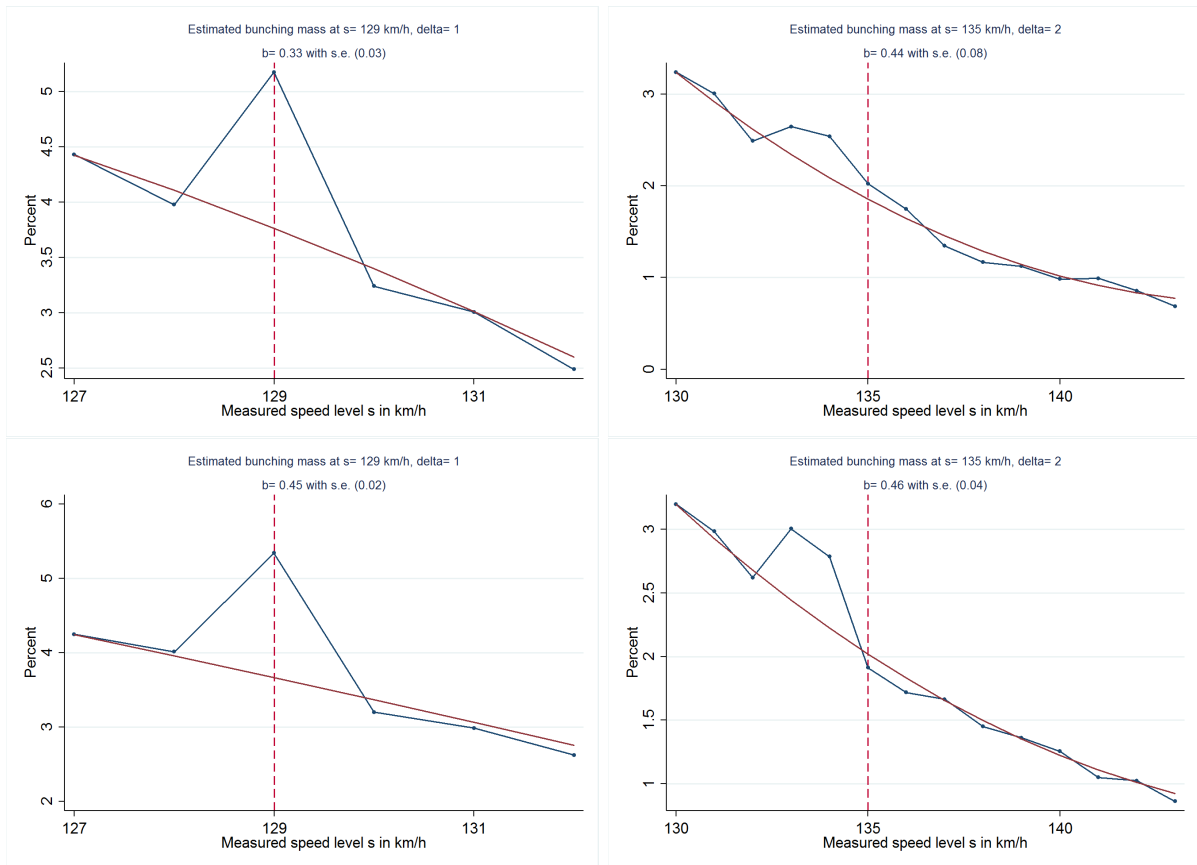 Estimated bunching mass at s= 129 km/h, delta= 1
b= 0.33 with s.e. (0.03)
Percent
5
4.5
4
3.5
3
2.5
127
129
131
Measured speed level s in km/h
Estimated bunching mass at s= 135 km/h, delta= 2
b= 0.44 with s.e. (0.08)
Percent
3
2
1
0
130
135
140
Measured speed level s in km/h
Estimated bunching mass at s= 129 km/h, delta= 1
b= 0.45 with s.e. (0.02)
Percent
6
5
4
3
2
127
129
131
Measured speed level s in km/h
Estimated bunching mass at s= 135 km/h, delta= 2
b= 0.46 with s.e. (0.04)
Percent
3
2.5
2
1.5
1
130
135
140
Measured speed level s in km/h